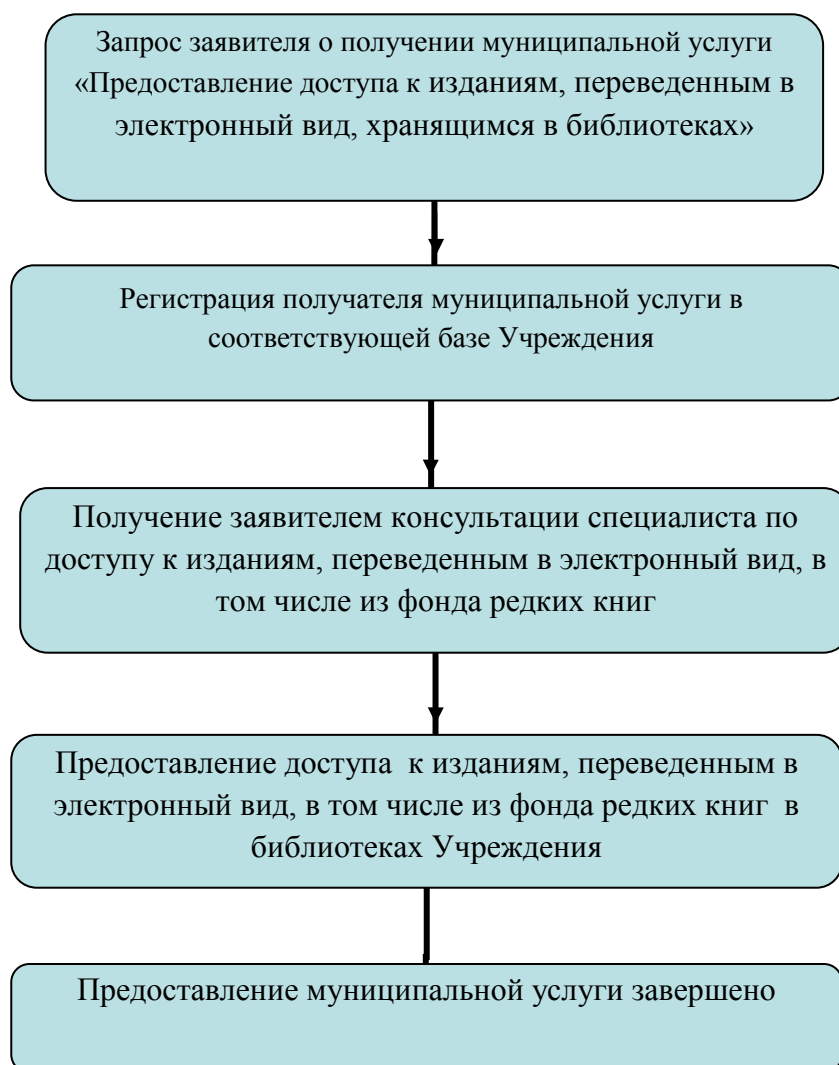 Запрос заявителя о получении муниципальной услуги
«Предоставление доступа к изданиям, переведенным в
электронный вид, хранящимся в библиотеках»
Регистрация получателя муниципальной услуги в
соответствующей базе Учреждения
Получение заявителем консультации специалиста по
доступу к изданиям, переведенным в электронный вид, в
том числе из фонда редких книг
Предоставление доступа к изданиям, переведенным в
электронный вид, в том числе из фонда редких книг в
библиотеках Учреждения
Предоставление муниципальной услуги завершено